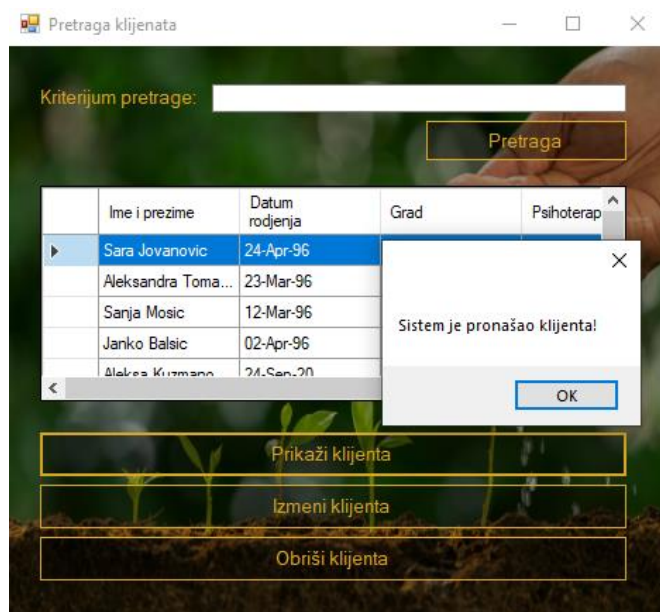 Pretraga klijenata
Kriterijum pretrage:
Pretraga
Ime i prezime Datum rodjenja Grad Psihoterap
Sara Jovanovic 24-Apr-96
Aleksandra Toma... 23-Mar-96
Sanja Mosic 12-Mar-96
Janko Balsic 02-Apr-96
Aleksa Kuzmano 24-Sep-20
Sistem je pronašao klijenta!
OK
Prikaži klijenta
Izmeni klijenta
Obriši klijenta